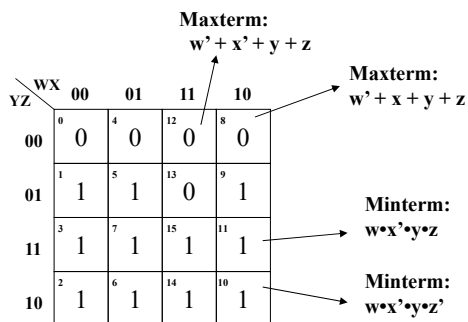 Maxterm:
w’ + x’ + y + z
Maxterm:
w’ + x + y + z
WX
YZ
00 01 11 10
00
0 0 4 0 12 0 8 0
01
1 1 5 1 13 0 9 1
11
3 1 7 1 15 1 11 1
10
2 1 6 1 14 1 10 1
Minterm:
w•x’•y•z
Minterm:
w•x’•y•z’